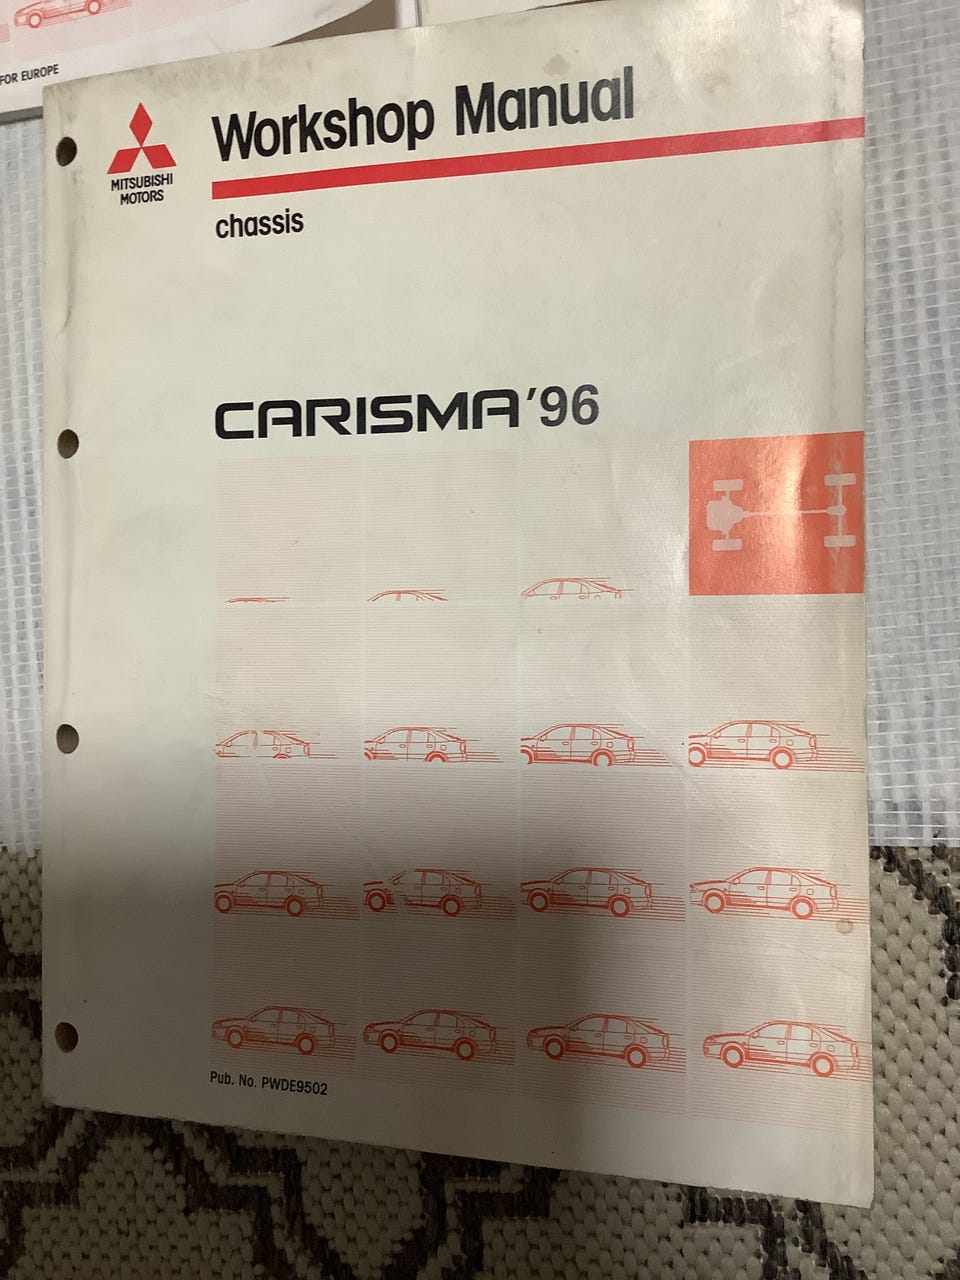 FOR EUROPE
Workshop Manual
MITSUBISHI
MOTORS
chassis
CARISMA '96
Pub. No. PWDE9502